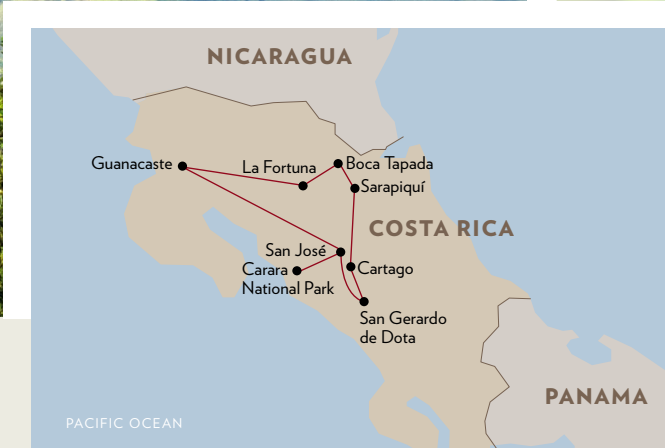 NICARAGUA
Guanacaste
La Fortuna
Boca Tapada
Sarapiquí
COSTA RICA
San José
Carara
National Park
Cartago
San Gerardo
de Dota
PANAMA
PACIFIC OCEAN